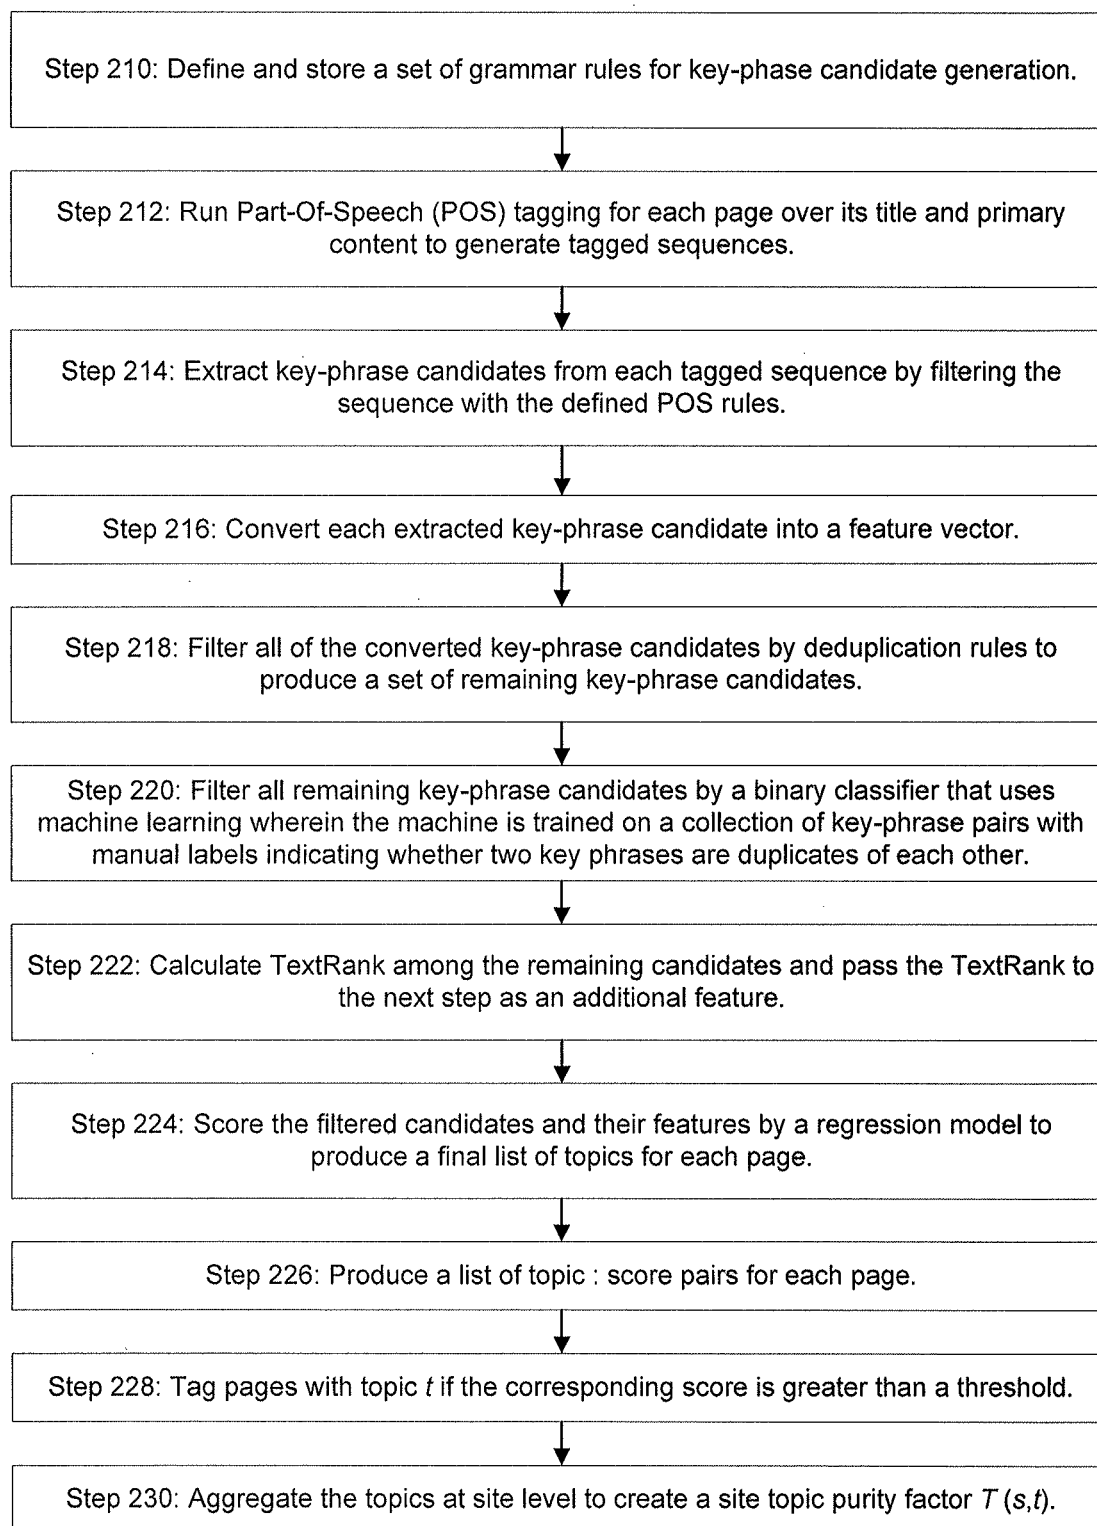 Step 210: Define and store a set of grammar rules for key-phase candidate generation.
Step 212: Run Part-Of-Speech (POS) tagging for each page over its title and primary
content to generate tagged sequences.
Step 214: Extract key-phrase candidates from each tagged sequence by filtering the
sequence with the defined POS rules.
Step 216: Convert each extracted key-phrase candidate into a feature vector.
Step 218: Filter all of the converted key-phrase candidates by deduplication rules to
produce a set of remaining key-phrase candidates.
Step 220: Filter all remaining key-phrase candidates by a binary classifier that uses
machine learning wherein the machine is trained on a collection of key-phrase pairs with
manual labels indicating whether two key phrases are duplicates of each other.
Step 222: Calculate TextRank among the remaining candidates and pass the TextRank to
the next step as an additional feature.
Step 224: Score the filtered candidates and their features by a regression model to
produce a final list of topics for each page.
Step 226: Produce a list of topic : score pairs for each page.
Step 228: Tag pages with topic t if the corresponding score is greater than a threshold.
Step 230: Aggregate the topics at site level to create a site topic purity factor T (s,t).